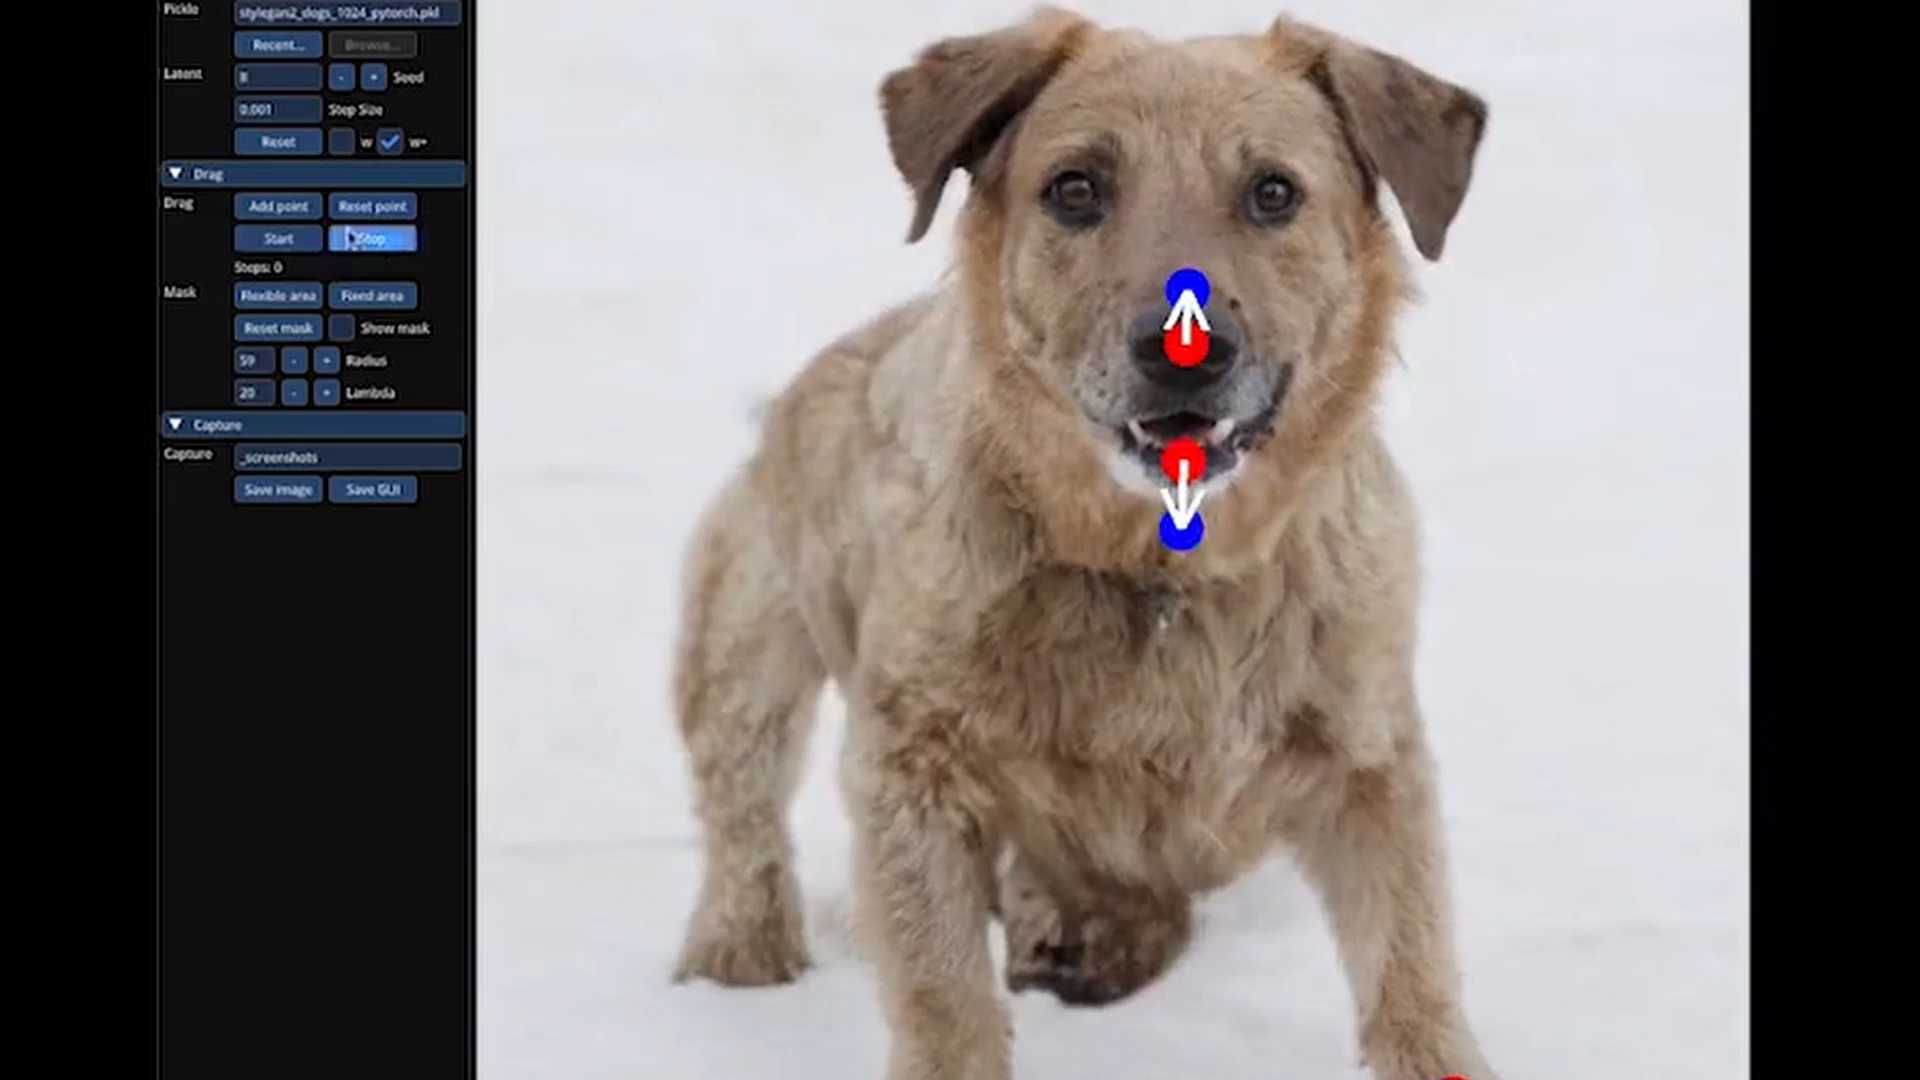 Pickle stylegan2_dogs_1024_pytorch.pkl
Recent... Browse...
Latent 8 - + Seed
0.001 Step Size
Reset w w+
Drag
Drag Add point Reset point
Start Stop
Steps: 0
Mask Flexible area Fixed area
Reset mask Show mask
59 - + Radius
20 - + Lambda
Capture
Capture _screenshots
Save image Save GUI